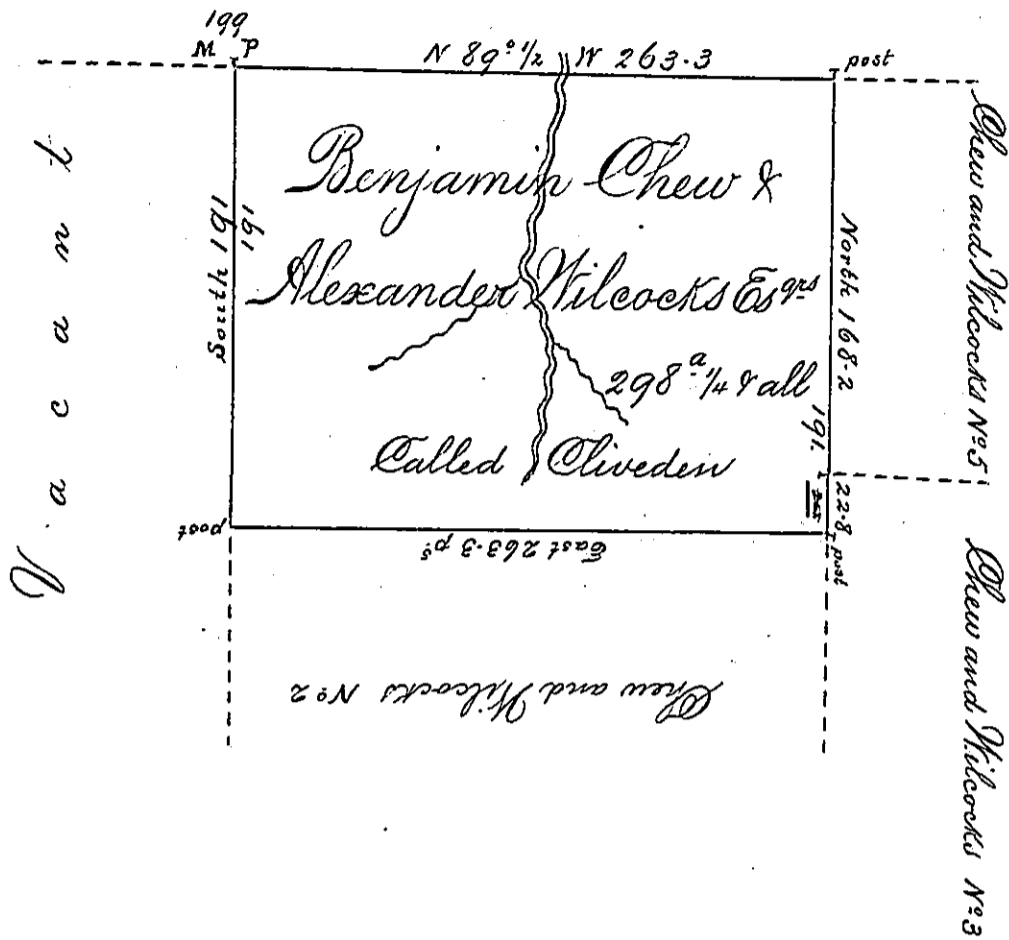 199
M P
N 89° 1/2 W 263.3
post
Benjamin Chew &
Alexander Wilcocks Esqrs
298 a 1/4 & all
Called Cliveden
South 191
191
North 168.2
191.
22.8
post
post
East 263.3 ps
Vacant
Chew and Wilcocks No 5
Chew and Wilcocks No 3
Chew and Wilcocks No 2